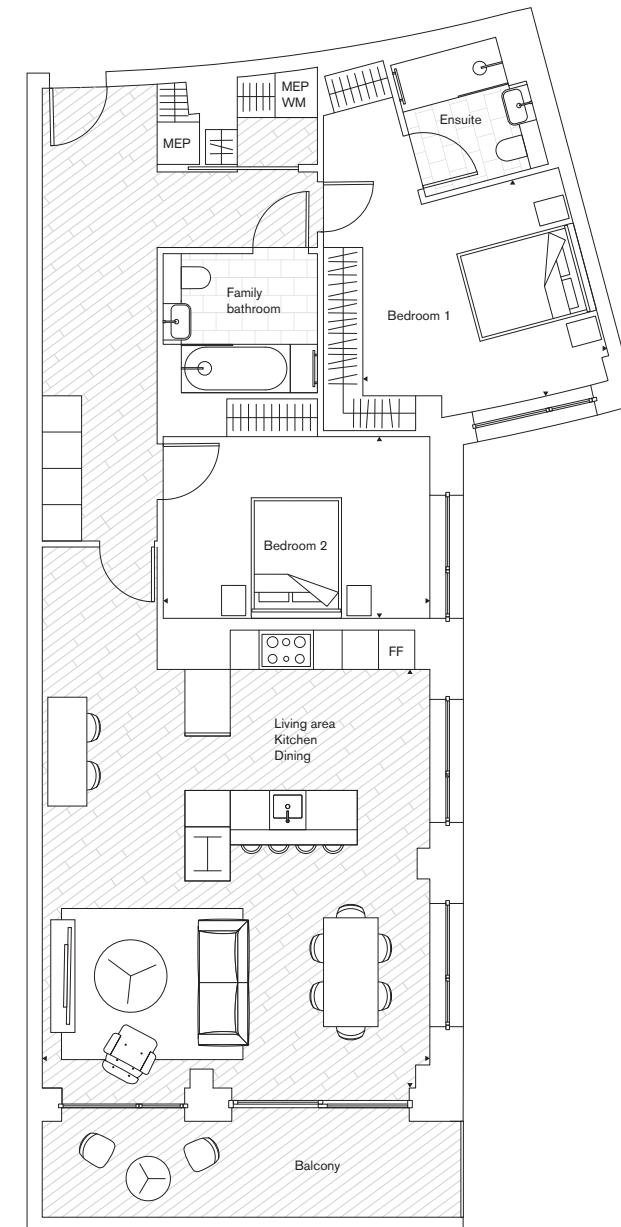 MEP
WM
MEP
Ensuite
Family
bathroom
Bedroom 1
Bedroom 2
FF
Living area
Kitchen
Dining
Balcony